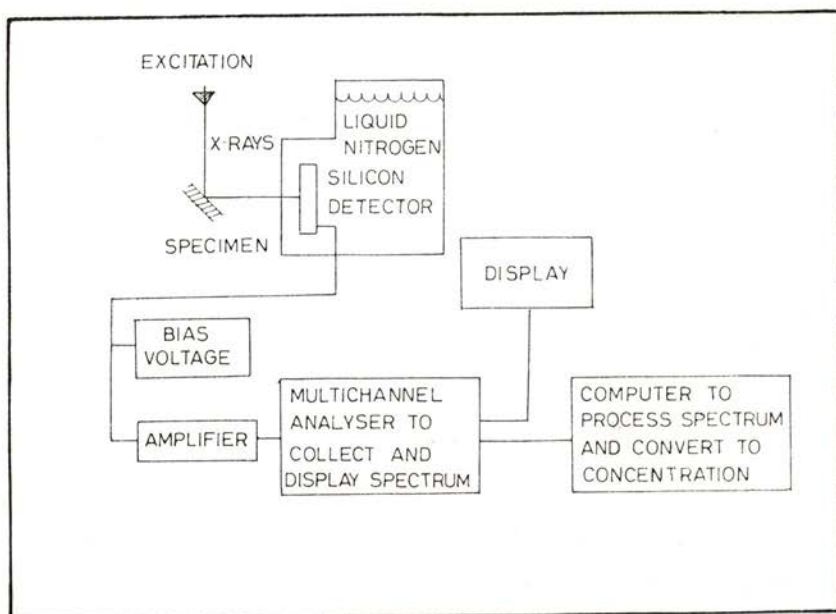 EXCITATION
X-RAYS
LIQUID
NITROGEN
SILICON
DETECTOR
SPECIMEN
DISPLAY
BIAS
VOLTAGE
AMPLIFIER
MULTICHANNEL
ANALYSER TO
COLLECT AND
DISPLAY SPECTRUM
COMPUTER TO
PROCESS SPECTRUM
AND CONVERT TO
CONCENTRATION